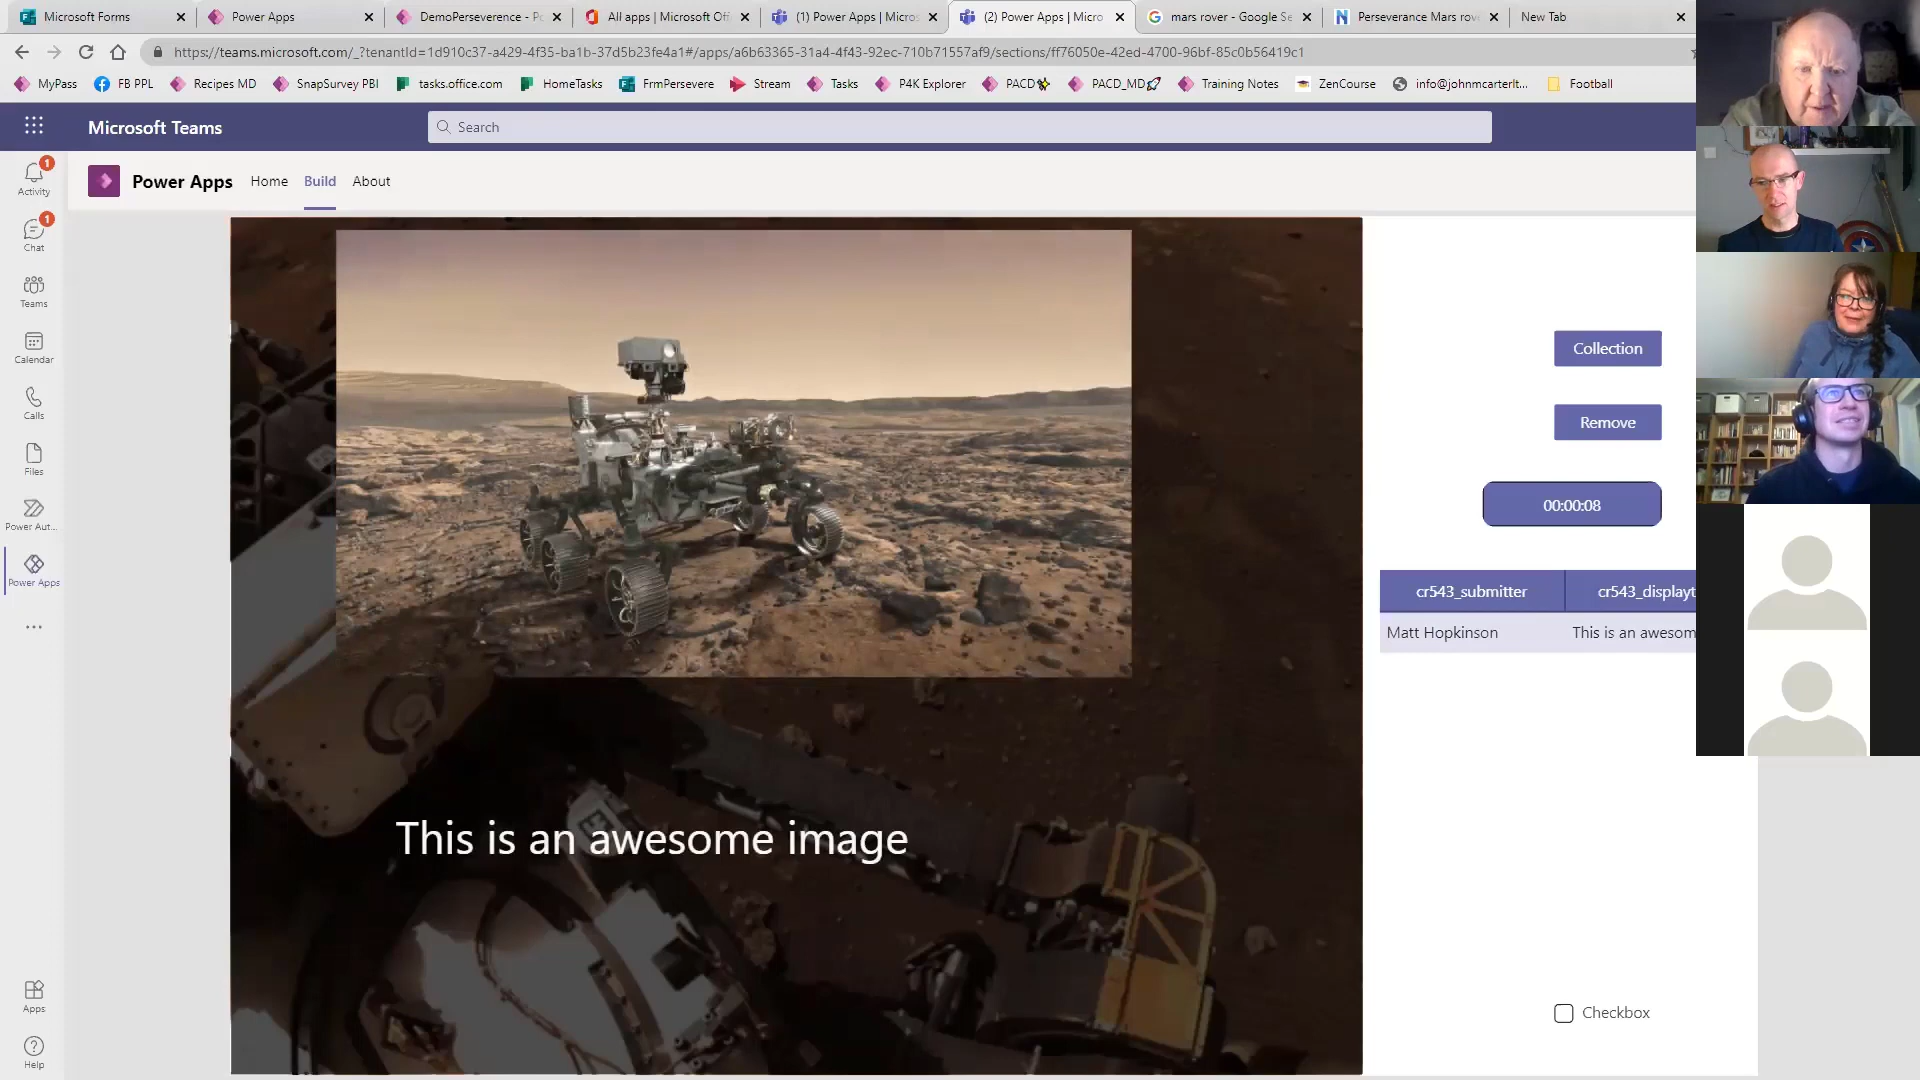 Microsoft Forms
Power Apps
DemoPerseverence - P
All apps | Microsoft Off
(1) Power Apps | Micros
(2) Power Apps | Micro
mars rover - Google Se
Perseverance Mars rov
New Tab
https://teams.microsoft.com/_?tenantId=1d910c37-a429-4f35-ba1b-37d5b23fe4a1#/apps/a6b63365-31a4-4f43-92ec-710b71557af9/sections/ff76050e-42ed-4700-96bf-85c0b56419c1
MyPass
FB PPL
Recipes MD
SnapSurvey PBI
tasks.office.com
HomeTasks
FrmPersevere
Stream
Tasks
P4K Explorer
PACD✨
PACD_MD🚀
Training Notes
ZenCourse
info@johnmcarterlt...
Football
Microsoft Teams
Search
Power Apps
Home
Build
About
1
Activity
1
Chat
Teams
Calendar
Calls
Files
Power Aut...
Power Apps
Apps
Help
This is an awesome image
Collection
Remove
00:00:08
cr543_submitter
cr543_displayt
Matt Hopkinson
This is an awesom
Checkbox